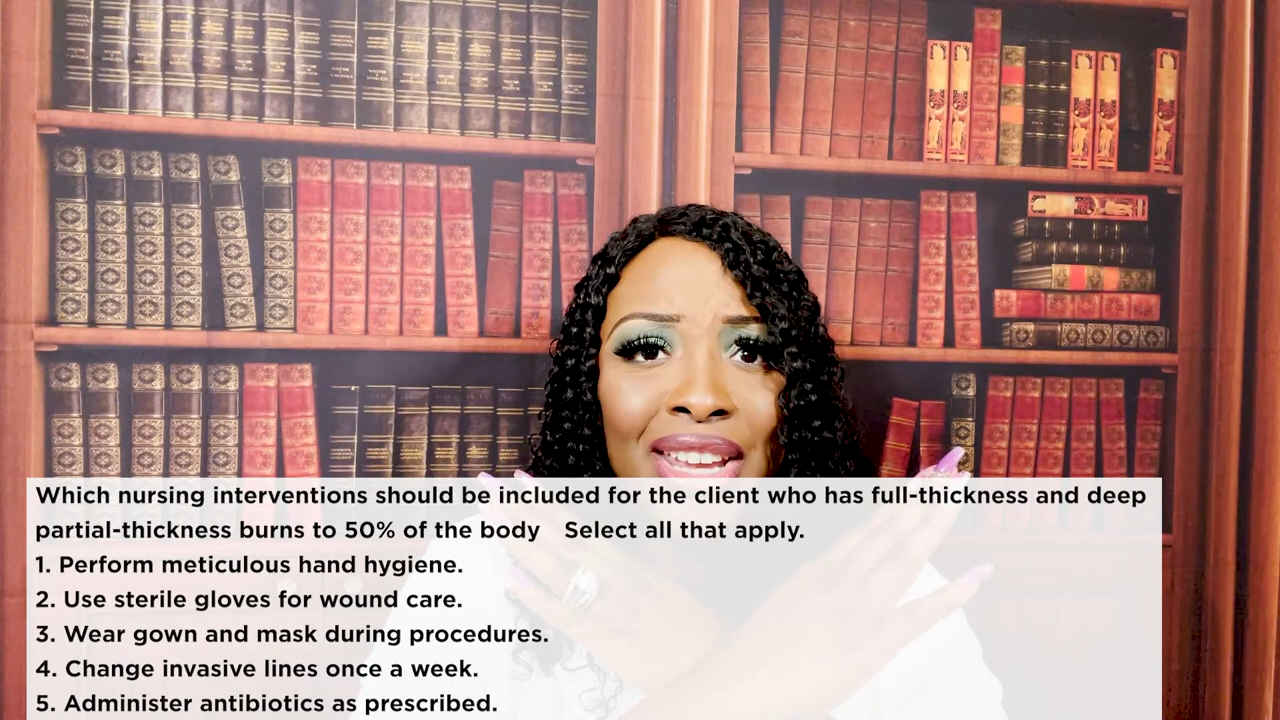 Which nursing interventions should be included for the client who has full-thickness and deep
partial-thickness burns to 50% of the body Select all that apply.
1. Perform meticulous hand hygiene.
2. Use sterile gloves for wound care.
3. Wear gown and mask during procedures.
4. Change invasive lines once a week.
5. Administer antibiotics as prescribed.